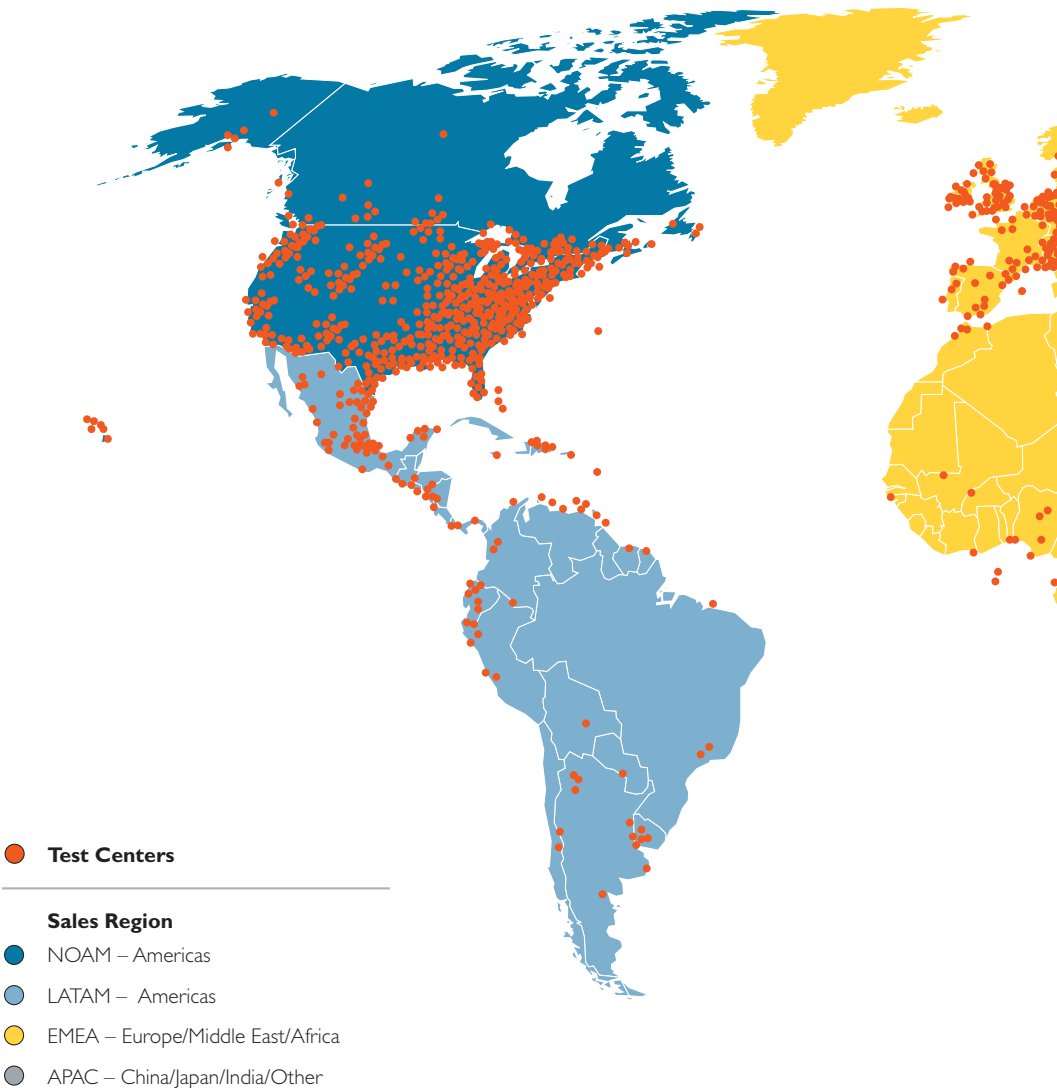 Test Centers
Sales Region
NOAM – Americas
LATAM – Americas
EMEA – Europe/Middle East/Africa
APAC – China/Japan/India/Other